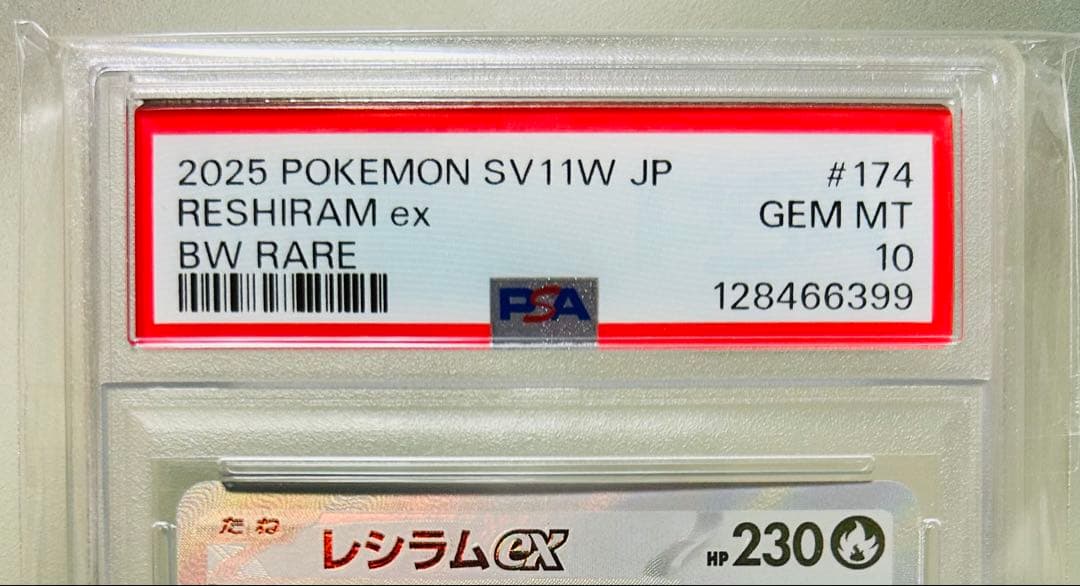 2025 POKEMON SV11W JP #174
RESHIRAM ex GEM MT
BW RARE 10
PSA 128466399
たね レシラムex HP230